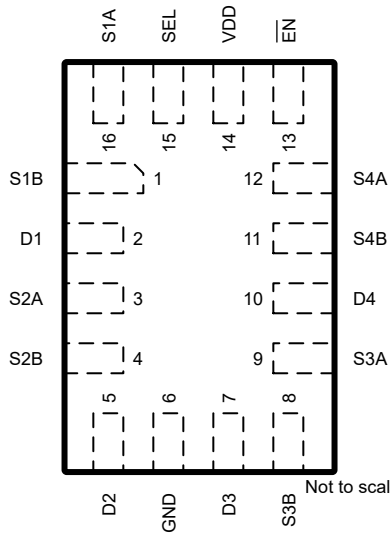 S1A
SEL
VDD
EN
16
15
14
13
S1B
1
12
S4A
D1
2
11
S4B
S2A
3
10
D4
S2B
4
9
S3A
5
6
7
8
D2
GND
D3
S3B
Not to scal